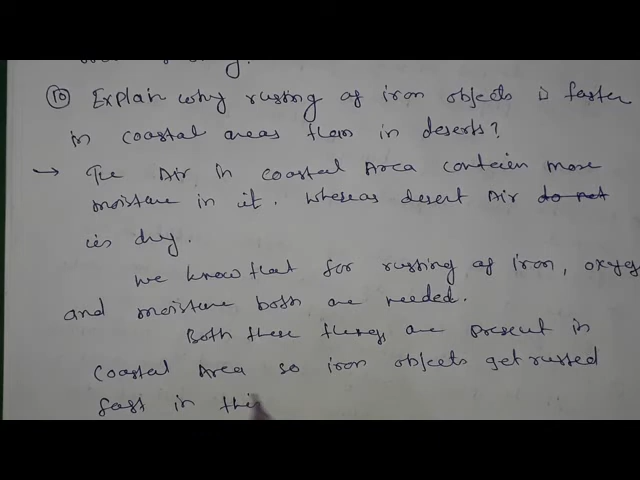 (10) Explain why rusting of iron objects is faster
in coastal areas than in deserts?
→ The Air in coastal Area contain more
moisture in it. Whereas desert Air do not
is dry.
We know that for rusting of iron, oxyge
and moisture both are needed.
Both these things are present in
Coastal Area so iron objects get rusted
fast in thi